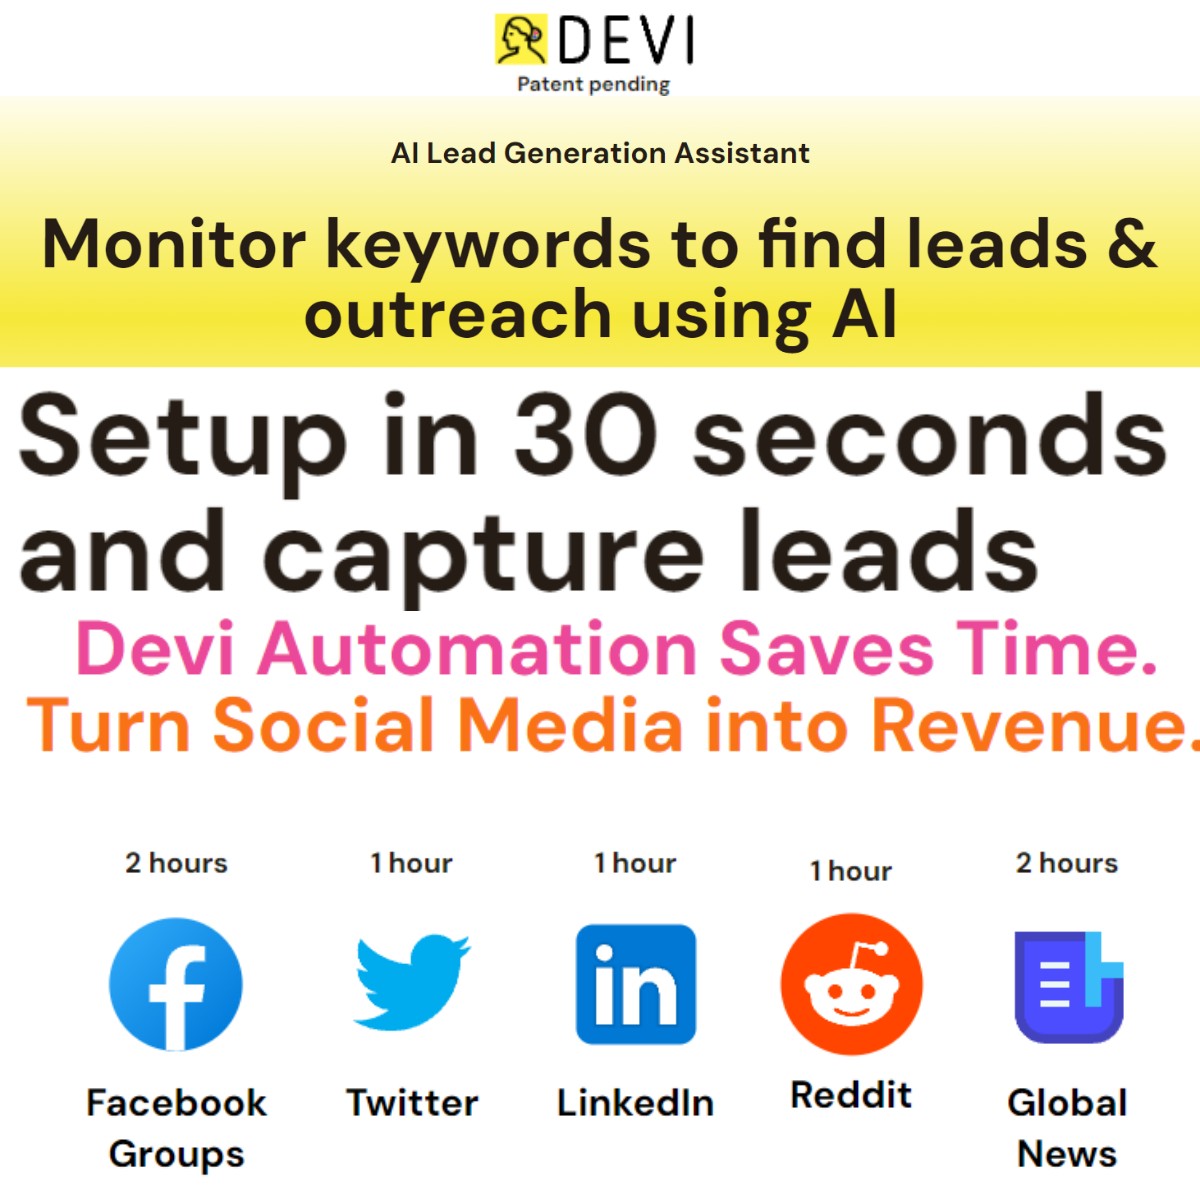 DEVI
Patent pending
AI Lead Generation Assistant
Monitor keywords to find leads &
outreach using AI
Setup in 30 seconds
and capture leads
Devi Automation Saves Time.
Turn Social Media into Revenue.
2 hours
1 hour
1 hour
1 hour
2 hours
f
in
Facebook
Groups
Twitter
LinkedIn
Reddit
Global
News